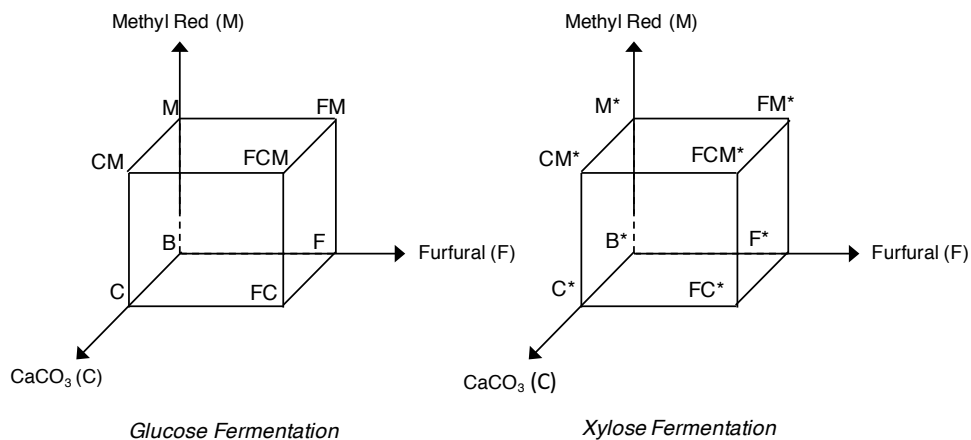 Methyl Red (M)
Methyl Red (M)
M
FM
M*
FM*
CM
FCM
CM*
FCM*
B
F
B*
F*
Furfural (F)
Furfural (F)
C
FC
C*
FC*
CaCO₃ (C)
CaCO₃ (C)
Glucose Fermentation
Xylose Fermentation